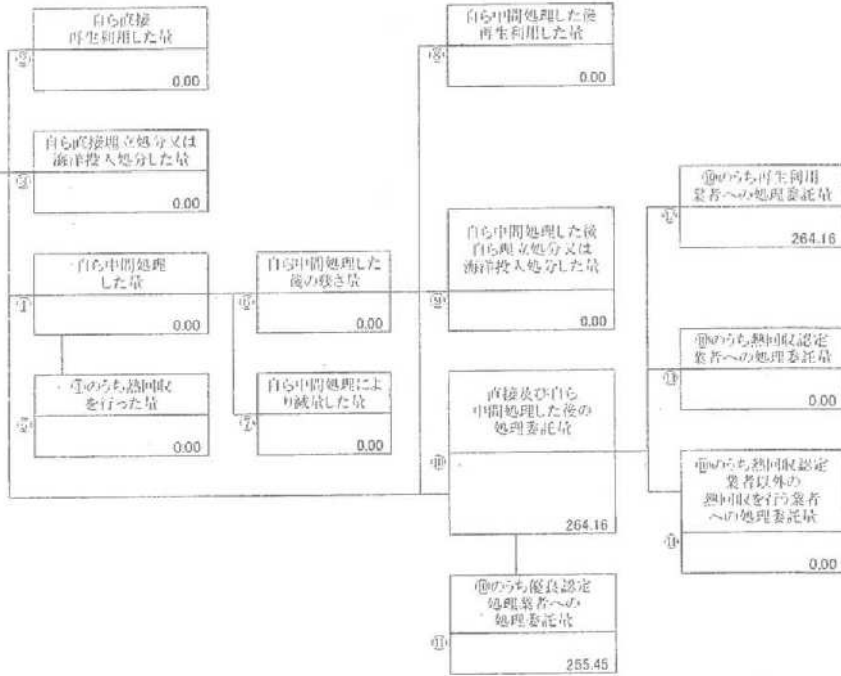 自ら直接
再生利用した量
②
0.00
自ら中間処理した後
再生利用した量
⑧
0.00
自ら直接埋立処分又は
海洋投入処分した量
③
0.00
⑩のうち再生利用
業者への処理委託量
⑫
264.16
自ら中間処理
した量
④
0.00
自ら中間処理した
後の残さ量
⑥
0.00
自ら中間処理した後
自ら埋立処分又は
海洋投入処分した量
⑨
0.00
⑩のうち熱回収認定
業者への処理委託量
⑬
0.00
④のうち熱回収
を行った量
⑤
0.00
自ら中間処理によ
り減量した量
⑦
0.00
直接及び自ら
中間処理した後の
処理委託量
⑩
264.16
⑩のうち熱回収認定
業者以外の
熱回収を行う業者
への処理委託量
⑭
0.00
⑩のうち優良認定
処理業者への
処理委託量
⑪
255.45